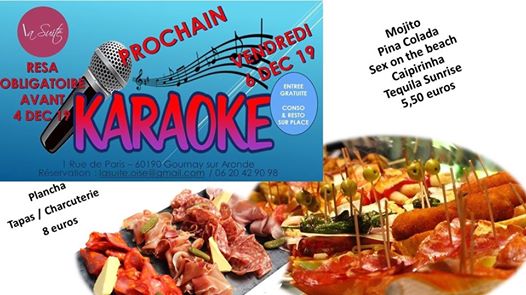 La Suite
RESA
OBLIGATOIRE
AVANT
4 DEC 19
PROCHAIN
VENDREDI
6 DEC 19
ENTREE
GRATUITE
CONSO
& RESTO
SUR PLACE
KARAOKE
1 Rue de Paris – 60190 Gournay sur Aronde
Réservation : lasuite.oise@gmail.com / 06 20 42 90 98
Mojito
Pina Colada
Sex on the beach
Caipirinha
Tequila Sunrise
5,50 euros
Plancha
Tapas / Charcuterie
8 euros